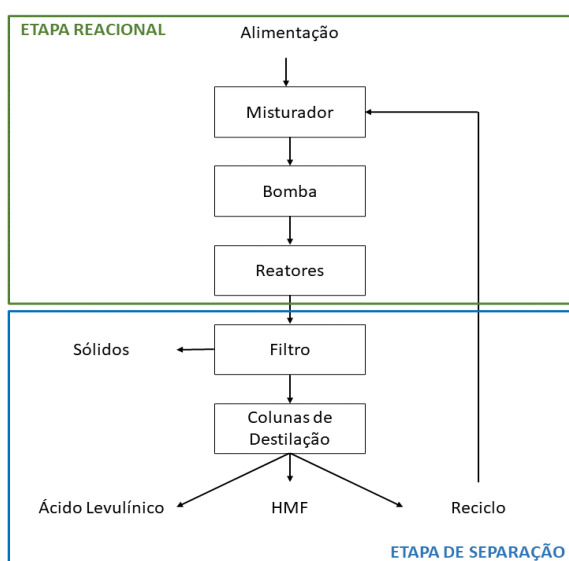 ETAPA REACIONAL
Alimentação
Misturador
Bomba
Reatores
Sólidos
Filtro
Colunas de
Destilação
Ácido Levulínico
HMF
Reciclo
ETAPA DE SEPARAÇÃO